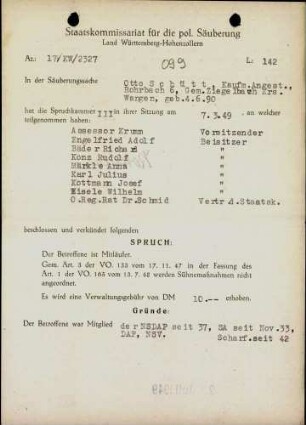 Staatskommissariat für die pol. Säuberung
Land Württemberg-Hohenzollern
Az.: 17/KV/2327
099
L: 142
In der Säuberungssache
Otto Schütt, Kaufm.Angest.,
Rohrbach 6, Gem.Ziegelbach Krs.
Wangen, geb.4.6.90
hat die Spruchkammer III in ihrer Sitzung am 7.3.49 , an welcher
teilgenommen haben:
Assessor Krumm Vorsitzender
Engelfried Adolf Beisitzer
Bader Richard "
Konz Rudolf "
Märkle Anna "
Karl Julius "
Kottmann Josef "
Eisele Wilhelm "
O.Reg.Rat Dr.Schmid Vertr d.Staatsk.
beschlossen und verkündet folgenden
SPRUCH:
Der Betroffene ist Mitläufer.
Gem. Art. 3 der VO. 133 vom 17. 11. 47 in der Fassung des
Art. 1 der VO. 165 vom 13. 7. 48 werden Sühnemaßnahmen nicht
angeordnet.
Es wird eine Verwaltungsgebühr von DM 10.-- erhoben.
Gründe:
Der Betroffene war Mitglied der NSDAP seit 37, SA seit Nov.33,
DAF, NSV. Scharf.seit 42